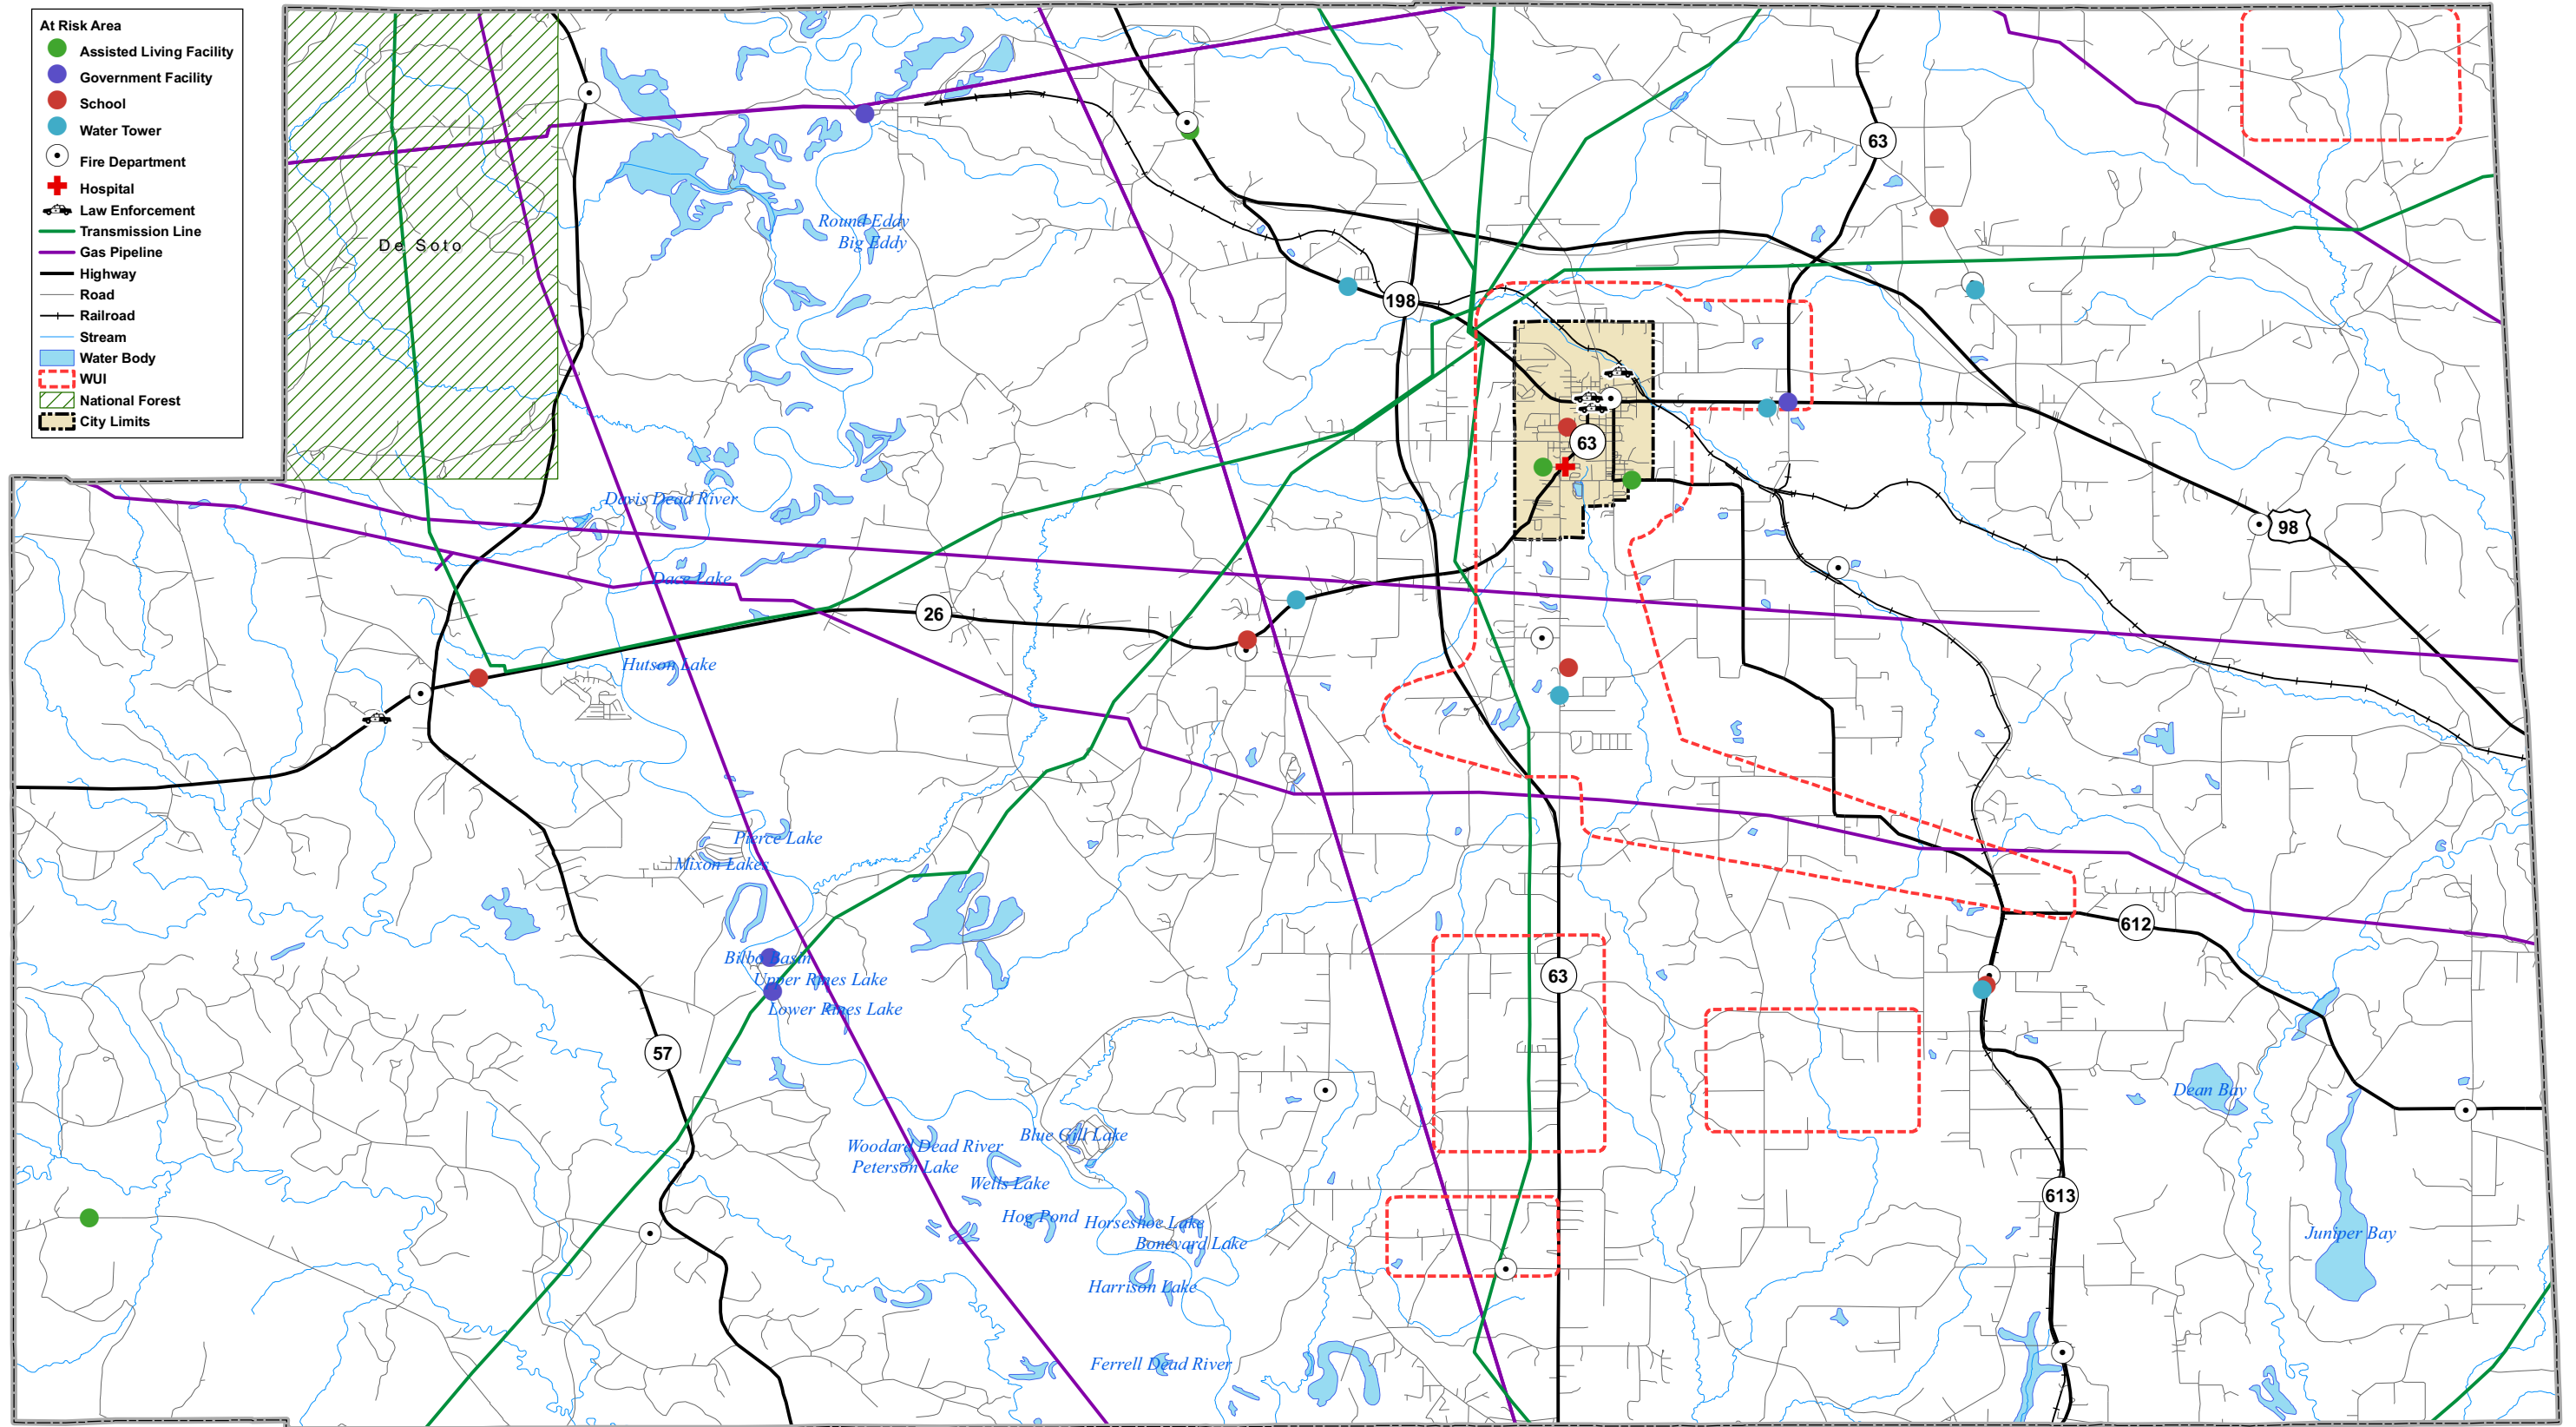 At Risk Area
Assisted Living Facility
Government Facility
School
Water Tower
Fire Department
Hospital
Law Enforcement
Transmission Line
Gas Pipeline
Highway
Road
Railroad
Stream
Water Body
WUI
National Forest
City Limits
63
Round Eddy
De Soto
Big Eddy
198
63
Davis Dead River
98
Dace Lake
26
Hutson Lake
Pierce Lake
Mixon Lakes
612
Bilbo Basin
Upper Rines Lake
63
Lower Rines Lake
57
Dean Bay
Blue Gill Lake
Woodard Dead River
Peterson Lake
Wells Lake
613
Hog Pond
Horseshoe Lake
Juniper Bay
Boneyard Lake
Harrison Lake
Ferrell Dead River